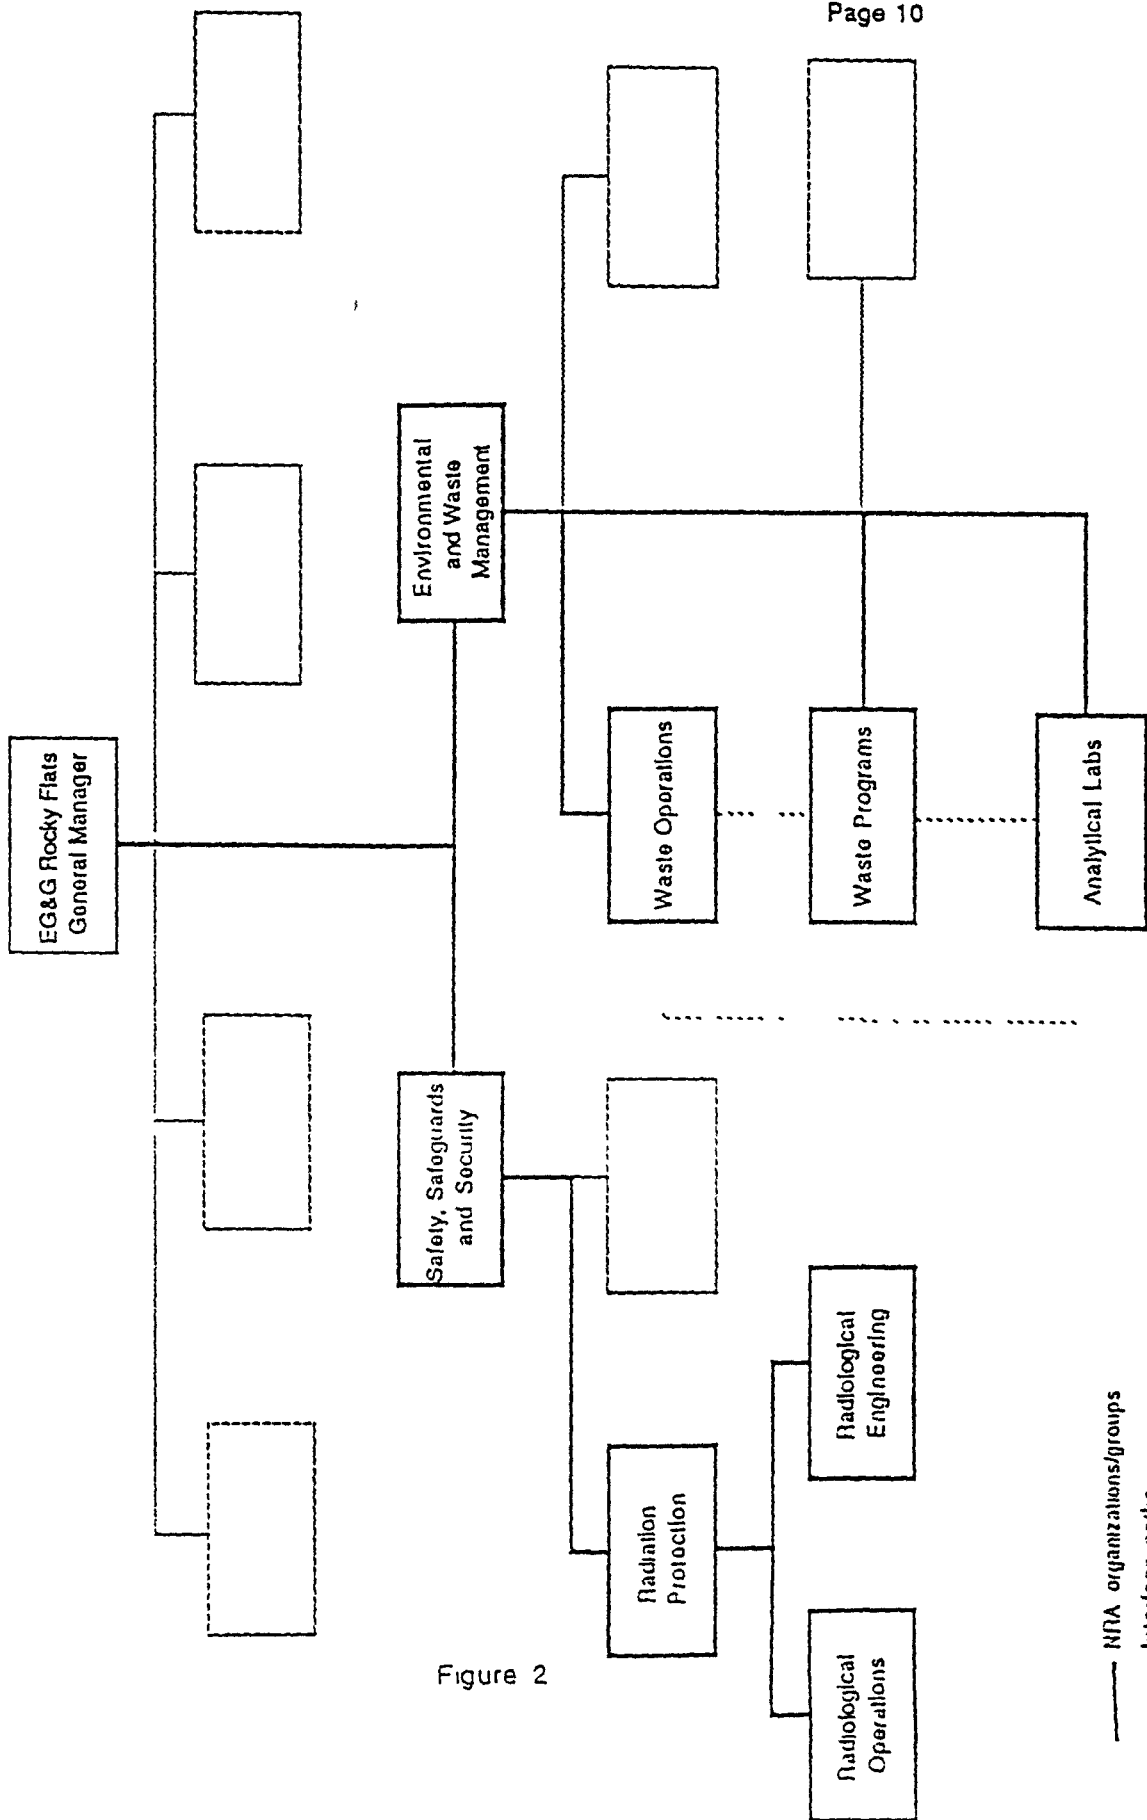 Page 10
EG&G Rocky Flats
General Manager
Safety, Safeguards
and Security
Environmental
and Waste
Management
Radiation
Protection
Waste Operations
Radiological
Operations
Radiological
Engineering
Waste Programs
Analytical Labs
NRA organizations/groups
Figure 2